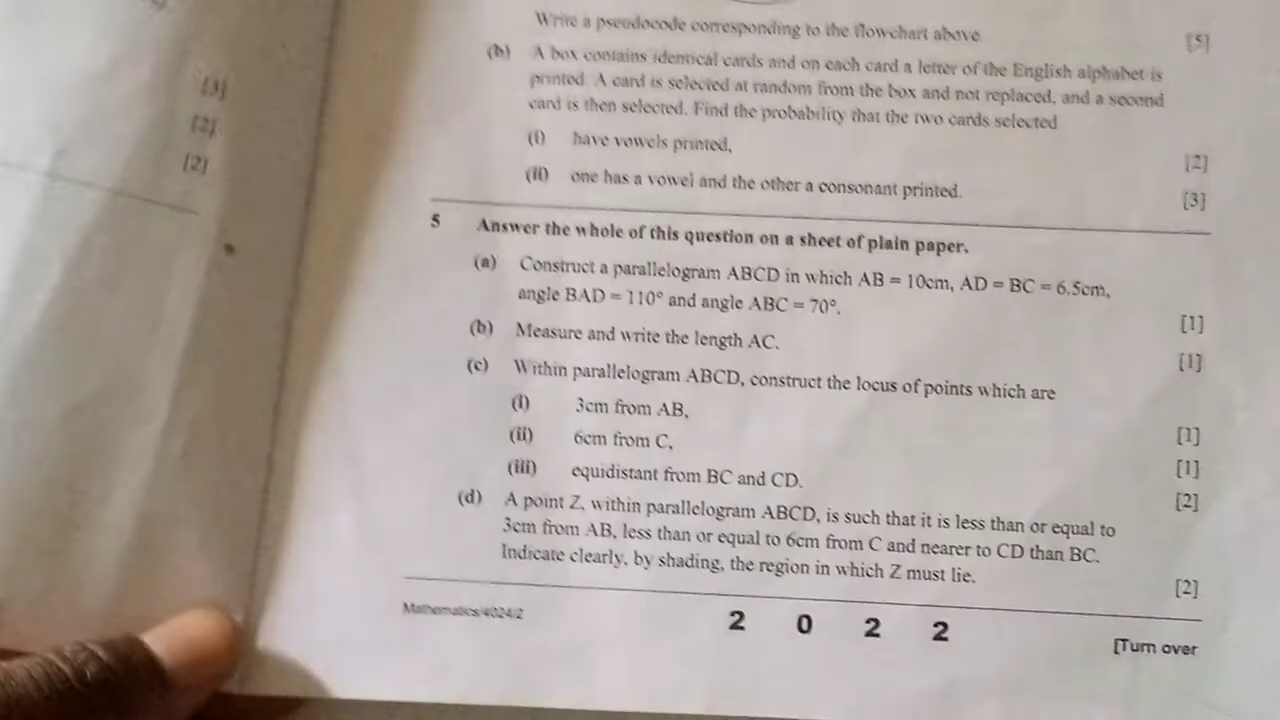 [3]
[2]
[2]
Write a pseudocode corresponding to the flowchart above. [5]
(b) A box contains identical cards and on each card a letter of the English alphabet is
printed. A card is selected at random from the box and not replaced, and a second
card is then selected. Find the probability that the two cards selected
(i) have vowels printed, [2]
(ii) one has a vowel and the other a consonant printed. [3]
5 Answer the whole of this question on a sheet of plain paper.
(a) Construct a parallelogram ABCD in which AB = 10cm, AD = BC = 6.5cm,
angle BAD = 110° and angle ABC = 70°. [1]
(b) Measure and write the length AC. [1]
(c) Within parallelogram ABCD, construct the locus of points which are
(i) 3cm from AB, [1]
(ii) 6cm from C, [1]
(iii) equidistant from BC and CD. [2]
(d) A point Z, within parallelogram ABCD, is such that it is less than or equal to
3cm from AB, less than or equal to 6cm from C and nearer to CD than BC.
Indicate clearly, by shading, the region in which Z must lie. [2]
Mathematics/4024/2 2 0 2 2 [Turn over